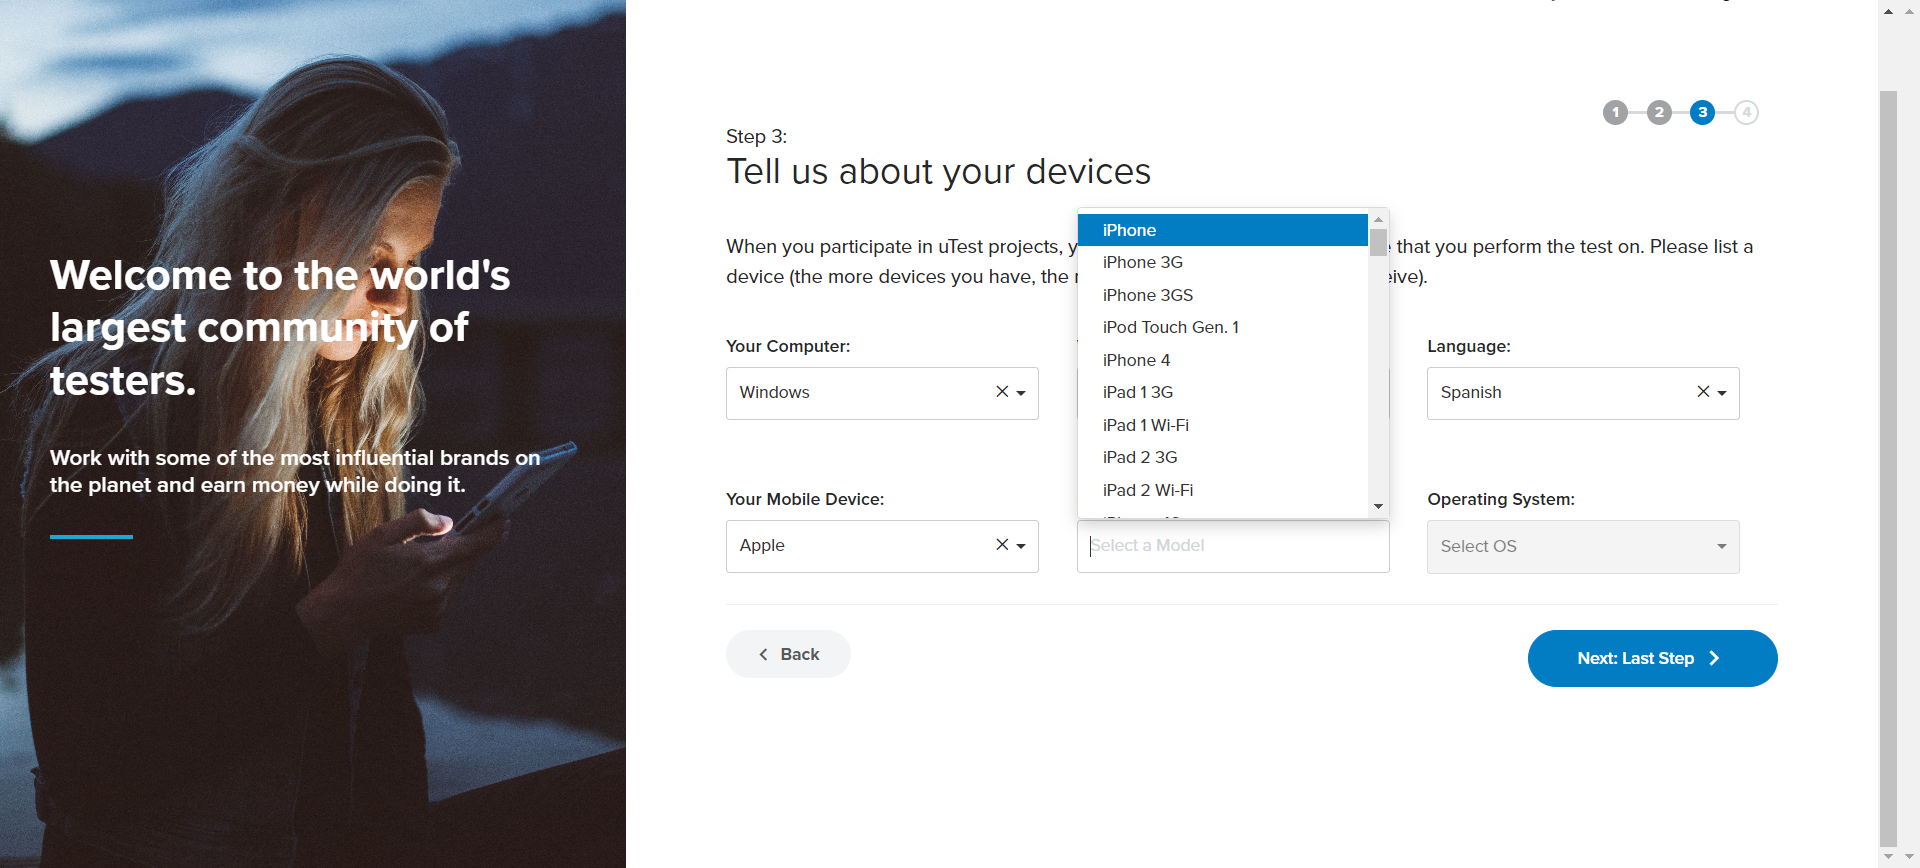 Welcome to the world's
largest community of
testers.
Work with some of the most influential brands on
the planet and earn money while doing it.
1 2 3 4
Step 3:
Tell us about your devices
When you participate in uTest projects, that you perform the test on. Please list a
device (the more devices you have, the
Your Computer:
Language:
Windows
Spanish
iPhone
iPhone 3G
iPhone 3GS
iPod Touch Gen. 1
iPhone 4
iPad 1 3G
iPad 1 Wi-Fi
iPad 2 3G
iPad 2 Wi-Fi
Your Mobile Device:
Operating System:
Apple
Select a Model
Select OS
Back
Next: Last Step